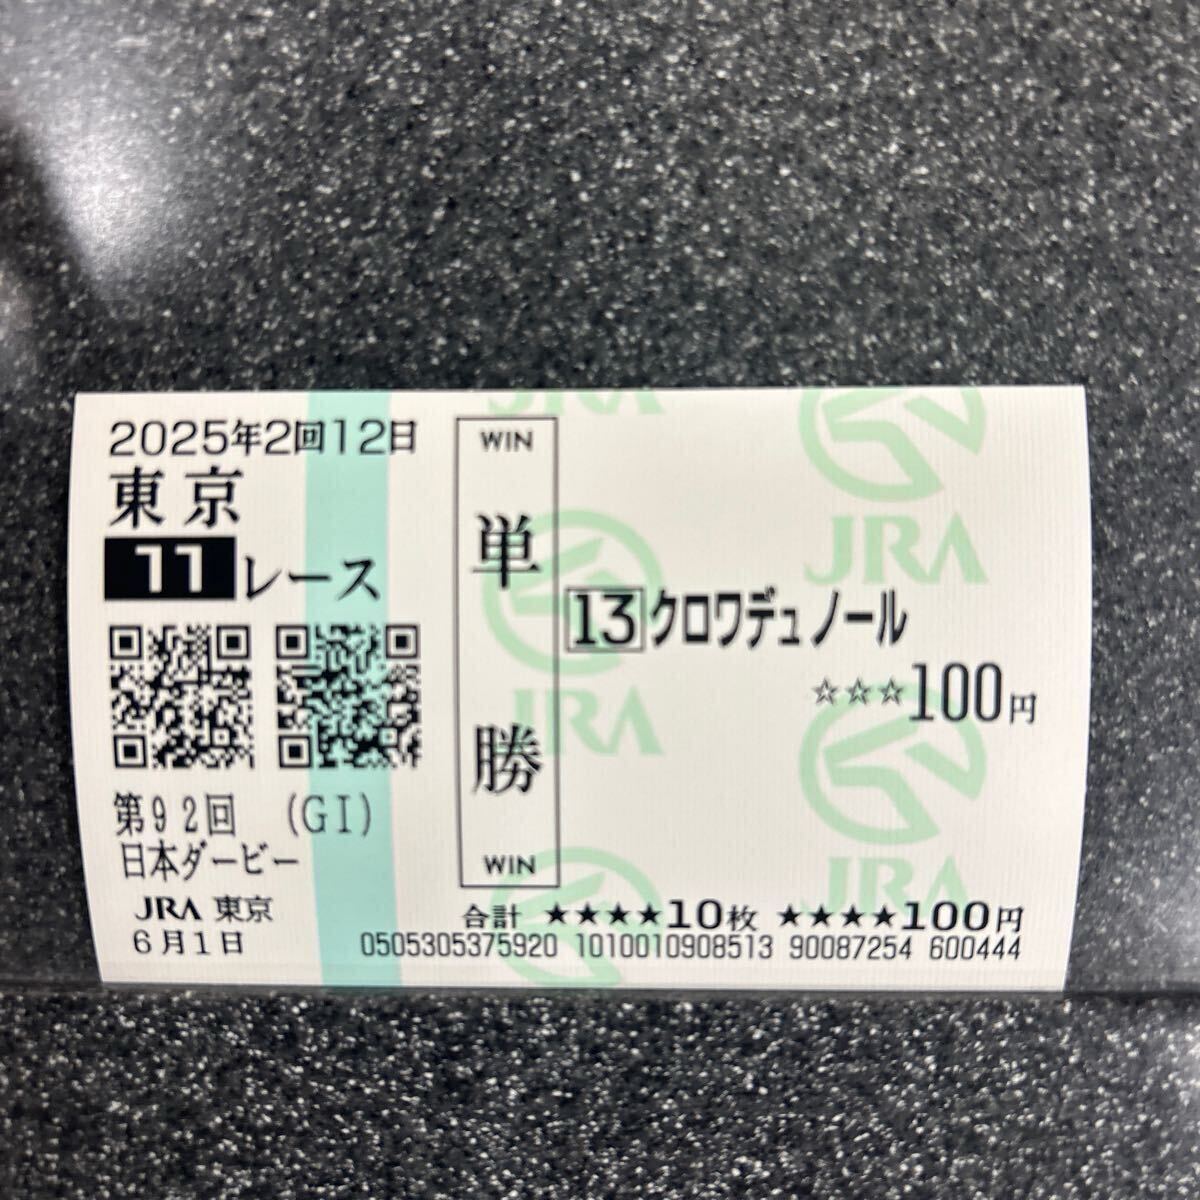 2025年2回12日
東京
11レース
第92回 (GI)
日本ダービー
JRA 東京
6月1日
WIN
単勝
WIN
13 クロワデュノール
☆☆☆100円
合計 ★★★★10枚 ★★★★100円
0505305375920 1010010908513 90087254 600444
JRA
JRA
JRA
JRA